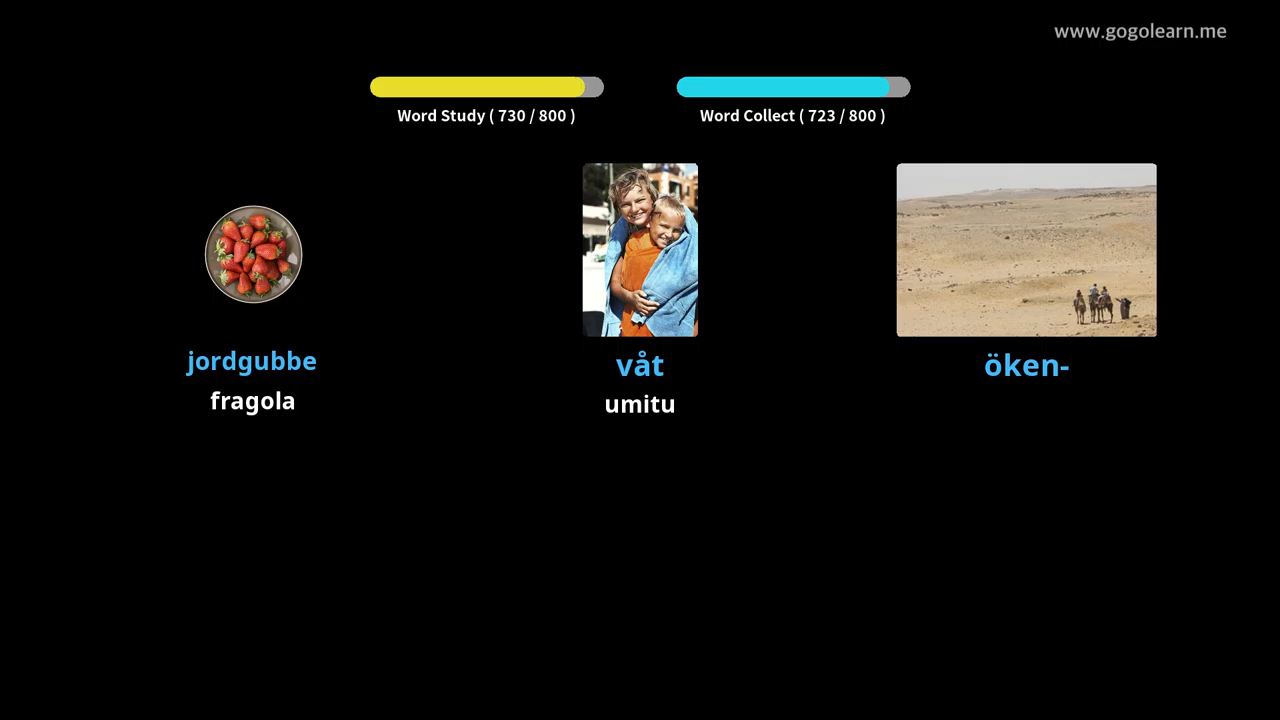 www.gogolearn.me
Word Study ( 730 / 800 )
Word Collect ( 723 / 800 )
jordgubbe
fragola
våt
umitu
öken-